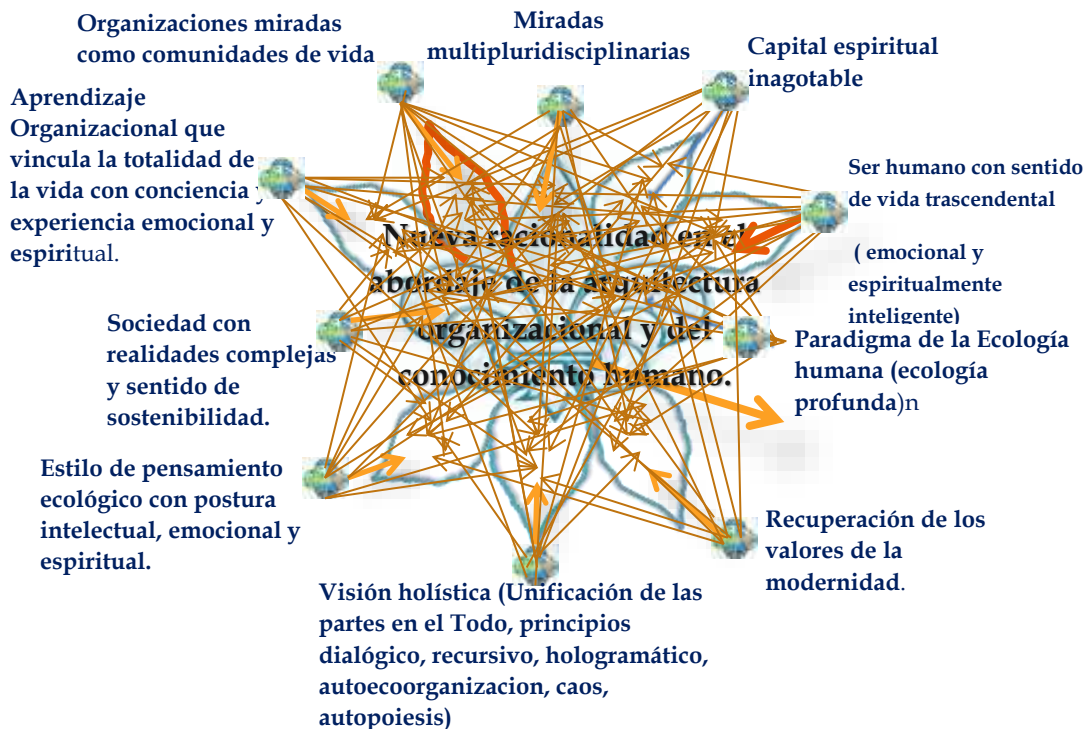 Organizaciones miradas
como comunidades de vida
Miradas
multipluridisciplinarias
Capital espiritual
inagotable
Aprendizaje
Organizacional que
vincula la totalidad de
la vida con conciencia y
experiencia emocional y
espiritual.
Ser humano con sentido
de vida trascendental
( emocional y
espiritualmente
inteligente)
Nueva racionalidad en el
abordaje de la arquitectura
organizacional y del
conocimiento humano.
Sociedad con
realidades complejas
y sentido de
sostenibilidad.
Paradigma de la Ecología
humana (ecología
profunda)n
Estilo de pensamiento
ecológico con postura
intelectual, emocional y
espiritual.
Recuperación de los
valores de la
modernidad.
Visión holística (Unificación de las
partes en el Todo, principios
dialógico, recursivo, hologramático,
autoecoorganizacion, caos,
autopoiesis)